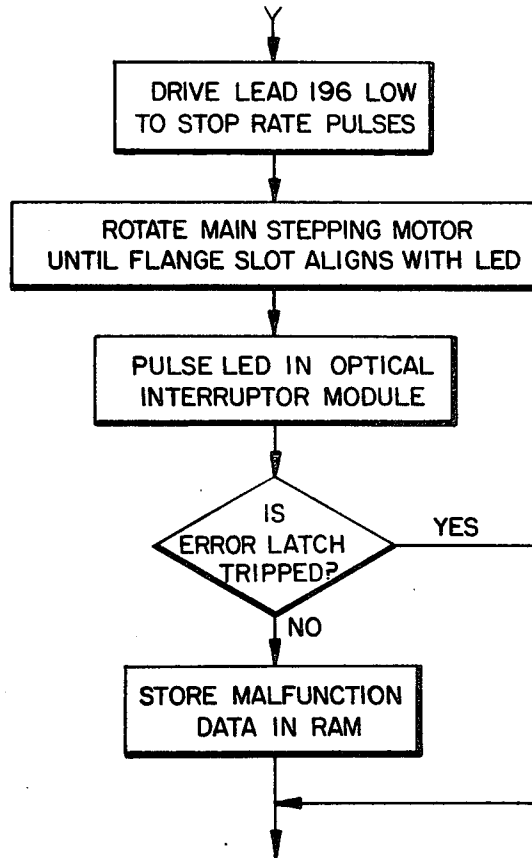 Y
DRIVE LEAD 196 LOW
TO STOP RATE PULSES
ROTATE MAIN STEPPING MOTOR
UNTIL FLANGE SLOT ALIGNS WITH LED
PULSE LED IN OPTICAL
INTERRUPTOR MODULE
IS
ERROR LATCH
TRIPPED?
YES
NO
STORE MALFUNCTION
DATA IN RAM